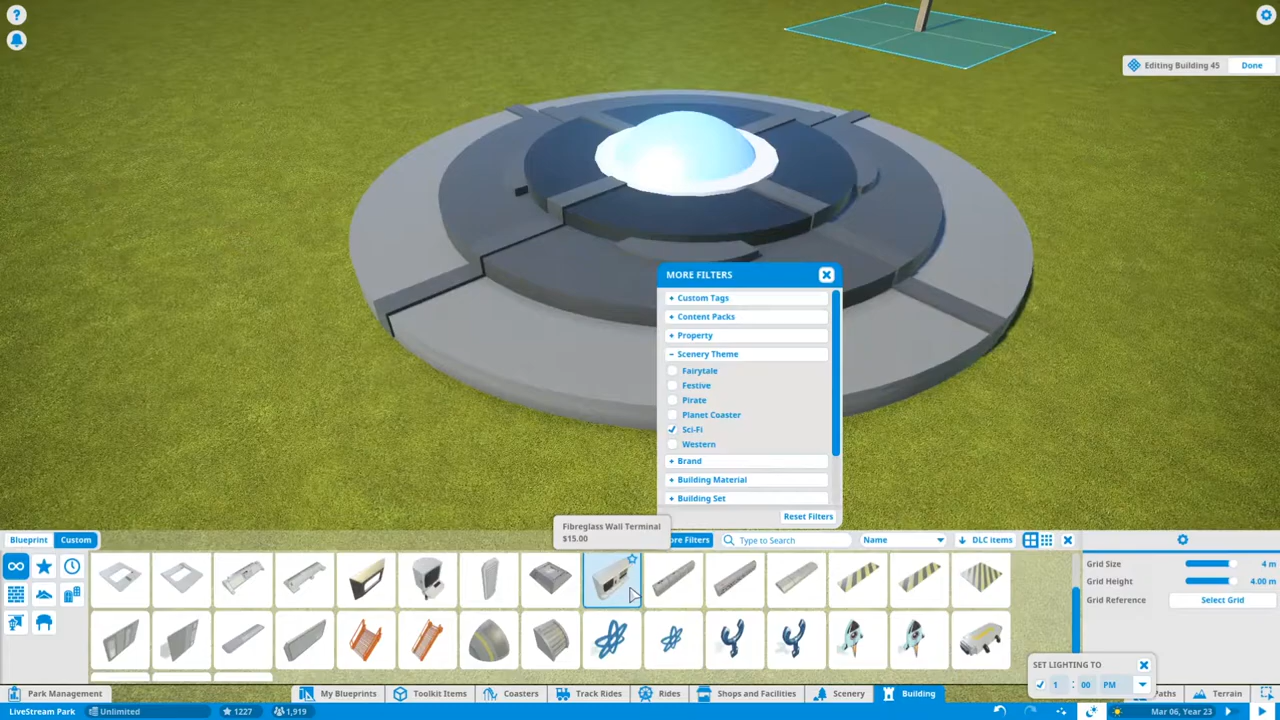 ?
Editing Building 45 Done
MORE FILTERS
+ Custom Tags
+ Content Packs
+ Property
− Scenery Theme
Fairytale
Festive
Pirate
Planet Coaster
Sci-Fi
Western
+ Brand
+ Building Material
+ Building Set
Reset Filters
Fibreglass Wall Terminal
$15.00
Blueprint Custom
Filters Type to Search Name DLC items
Grid Size 4 m
Grid Height 4.00 m
Grid Reference Select Grid
SET LIGHTING TO
1 : 00 PM
Park Management My Blueprints Toolkit Items Coasters Track Rides Rides Shops and Facilities Scenery Building Paths Terrain
LiveStream Park Unlimited 1227 1,919 Mar 06, Year 23